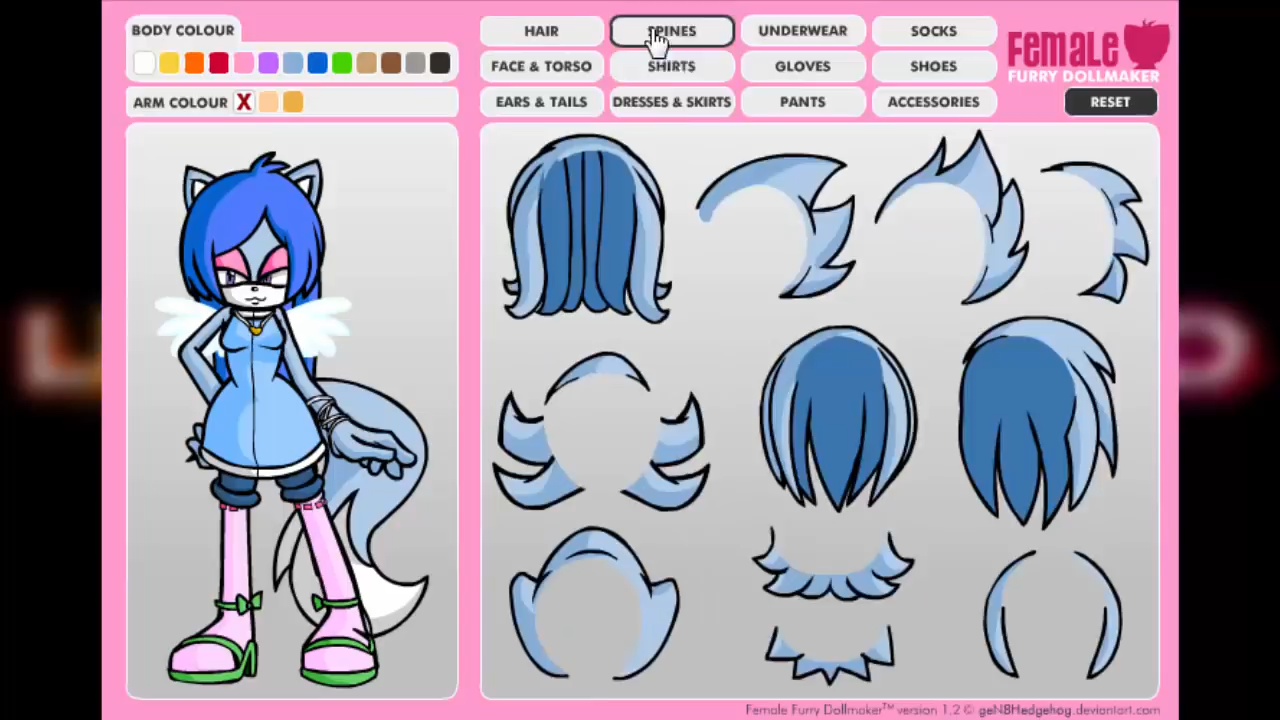 BODY COLOUR
ARM COLOUR X
HAIR SPINES UNDERWEAR SOCKS
FACE & TORSO SHIRTS GLOVES SHOES
EARS & TAILS DRESSES & SKIRTS PANTS ACCESSORIES
FEMALE
FURRY DOLLMAKER
RESET
Female Furry Dollmaker™ version 1.2 © geN8Hedgehog.deviantart.com